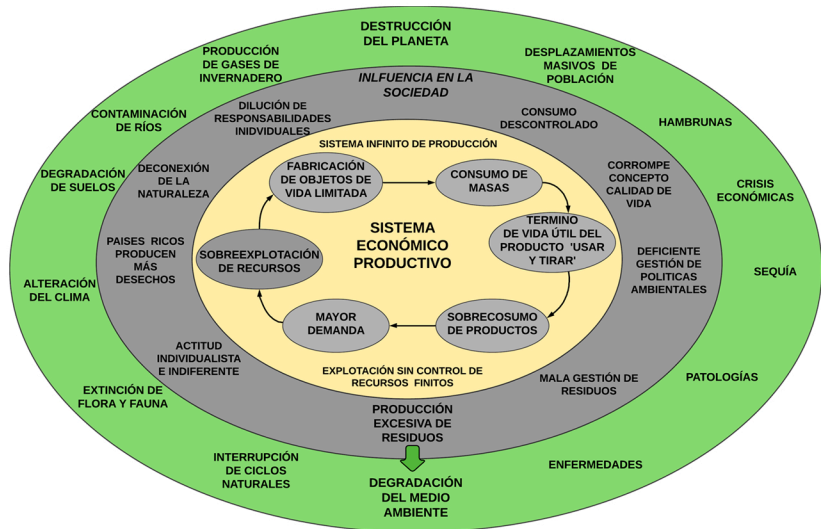 DESTRUCCIÓN
DEL PLANETA
PRODUCCIÓN
DE GASES DE
INVERNADERO
DESPLAZAMIENTOS
MASIVOS DE
POBLACIÓN
CONTAMINACIÓN
DE RÍOS
HAMBRUNAS
DEGRADACIÓN
DE SUELOS
CRISIS
ECONÓMICAS
ALTERACIÓN
DEL CLIMA
SEQUÍA
EXTINCIÓN DE
FLORA Y FAUNA
PATOLOGÍAS
INTERRUPCIÓN
DE CICLOS
NATURALES
ENFERMEDADES
DEGRADACIÓN
DEL MEDIO
AMBIENTE
INLFUENCIA EN LA
SOCIEDAD
DILUCIÓN DE
RESPONSABILIDADES
INIDVIDUALES
CONSUMO
DESCONTROLADO
DECONEXIÓN
DE LA
NATURALEZA
CORROMPE
CONCEPTO
CALIDAD DE
VIDA
PAISES RICOS
PRODUCEN
MÁS
DESECHOS
DEFICIENTE
GESTIÓN DE
POLITICAS
AMBIENTALES
ACTITUD
INDIVIDUALISTA
E INDIFERENTE
MALA GESTIÓN DE
RESIDUOS
PRODUCCIÓN
EXCESIVA DE
RESIDUOS
SISTEMA INFINITO DE PRODUCCIÓN
FABRICACIÓN
DE OBJETOS DE
VIDA LIMITADA
CONSUMO DE
MASAS
TERMINO
DE VIDA ÚTIL DEL
PRODUCTO 'USAR
Y TIRAR'
SISTEMA
ECONÓMICO
PRODUCTIVO
SOBREEXPLOTACIÓN
DE RECURSOS
MAYOR
DEMANDA
SOBRECOSUMO
DE PRODUCTOS
EXPLOTACIÓN SIN CONTROL DE
RECURSOS FINITOS